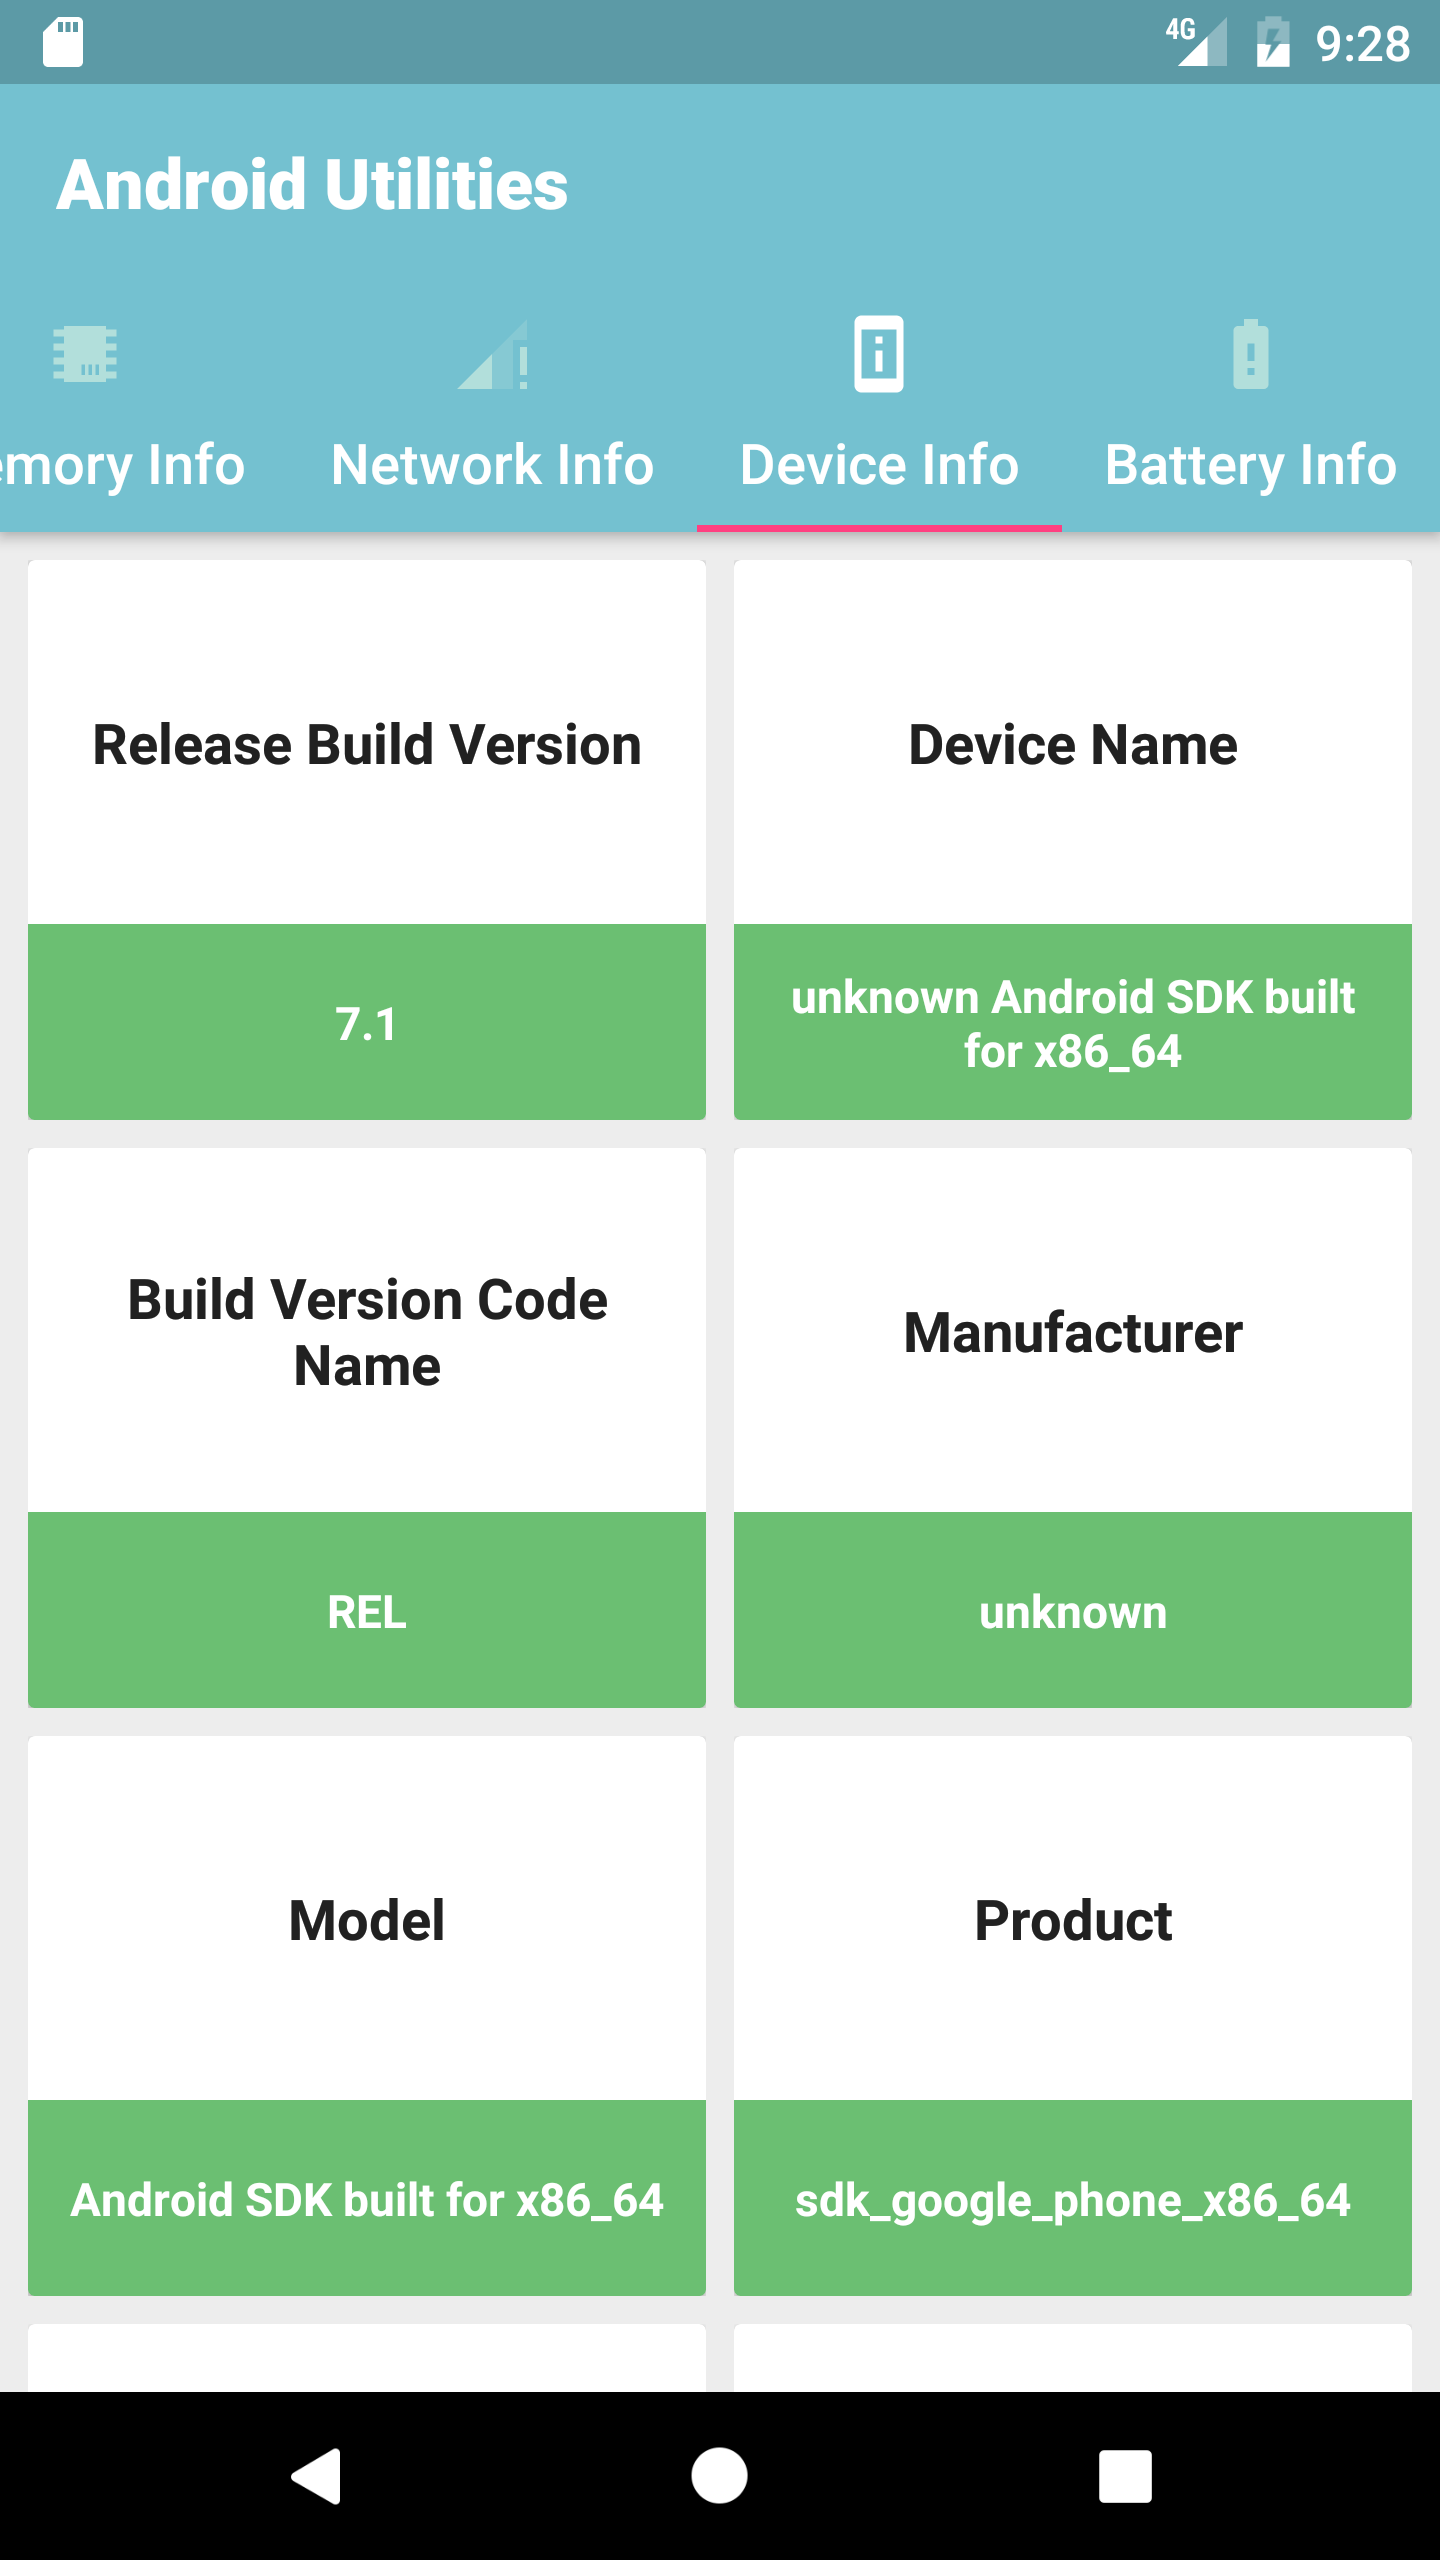 4G 9:28
Android Utilities
emory Info Network Info Device Info Battery Info
Release Build Version
7.1
Device Name
unknown Android SDK built
for x86_64
Build Version Code
Name
REL
Manufacturer
unknown
Model
Android SDK built for x86_64
Product
sdk_google_phone_x86_64